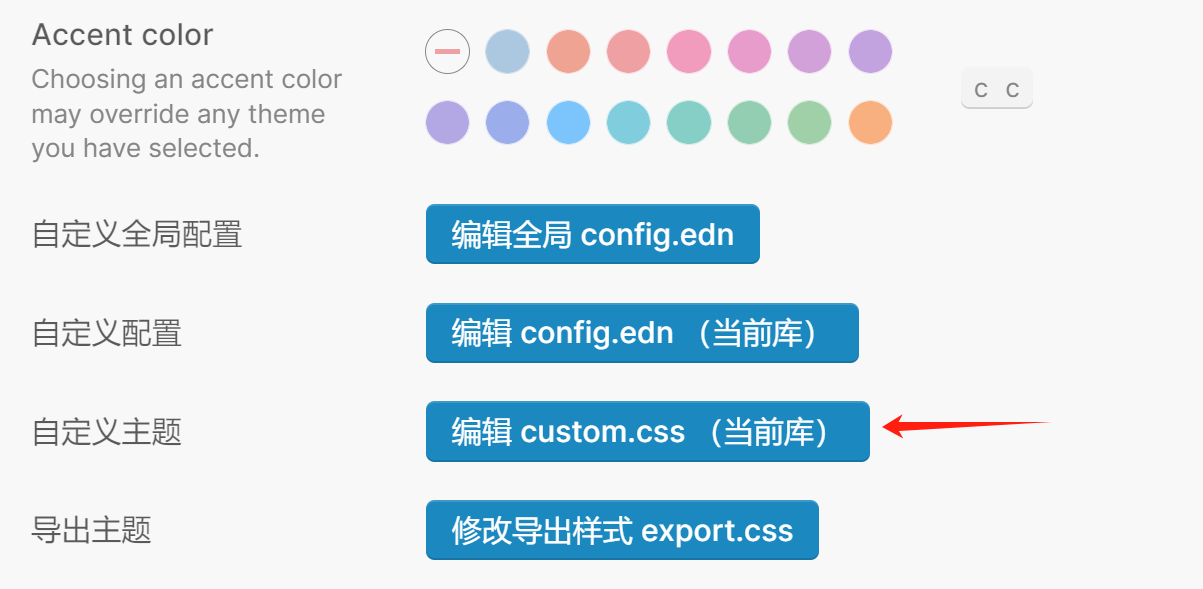 Accent color
Choosing an accent color
may override any theme
you have selected.
C C
自定义全局配置
编辑全局 config.edn
自定义配置
编辑 config.edn （当前库）
自定义主题
编辑 custom.css （当前库）
导出主题
修改导出样式 export.css